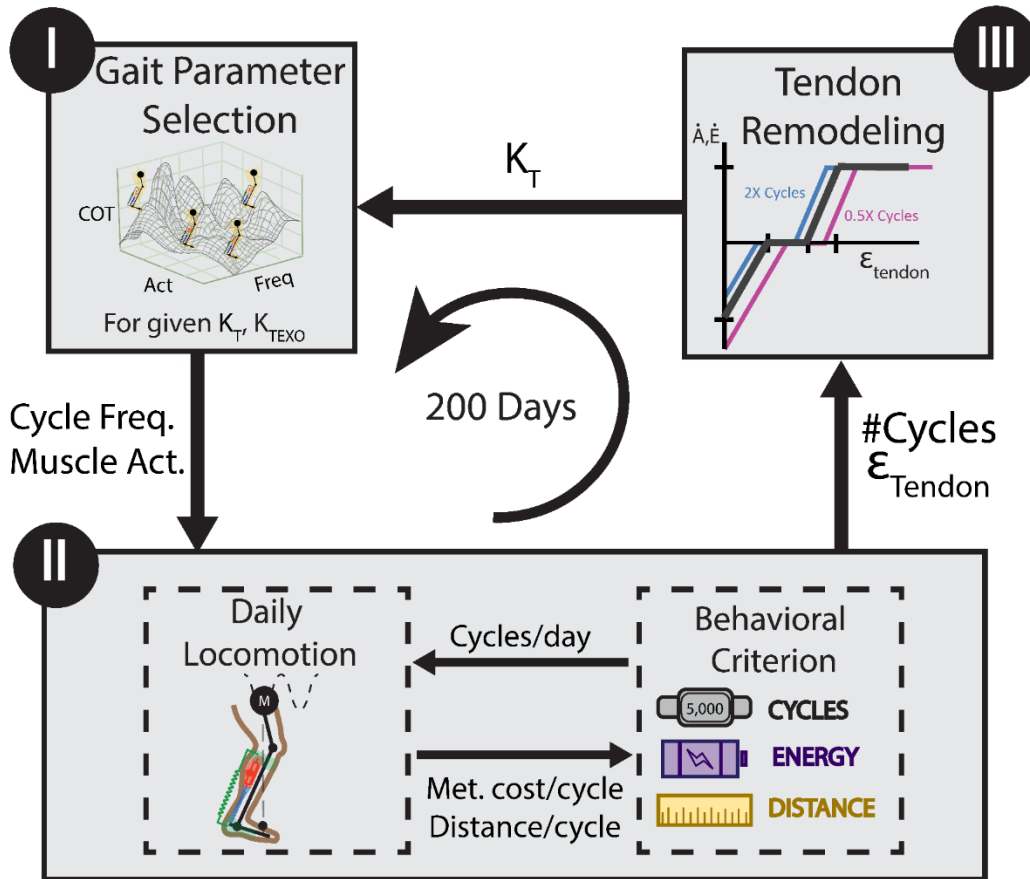 I
Gait Parameter
Selection
COT
Act
Freq
For given K_T, K_TEXO
K_T
III
Tendon
Remodeling
Ȧ,Ė
2X Cycles
0.5X Cycles
ε_tendon
200 Days
Cycle Freq.
Muscle Act.
#Cycles
ε_Tendon
II
Daily
Locomotion
M
Cycles/day
Met. cost/cycle
Distance/cycle
Behavioral
Criterion
5,000
CYCLES
ENERGY
DISTANCE